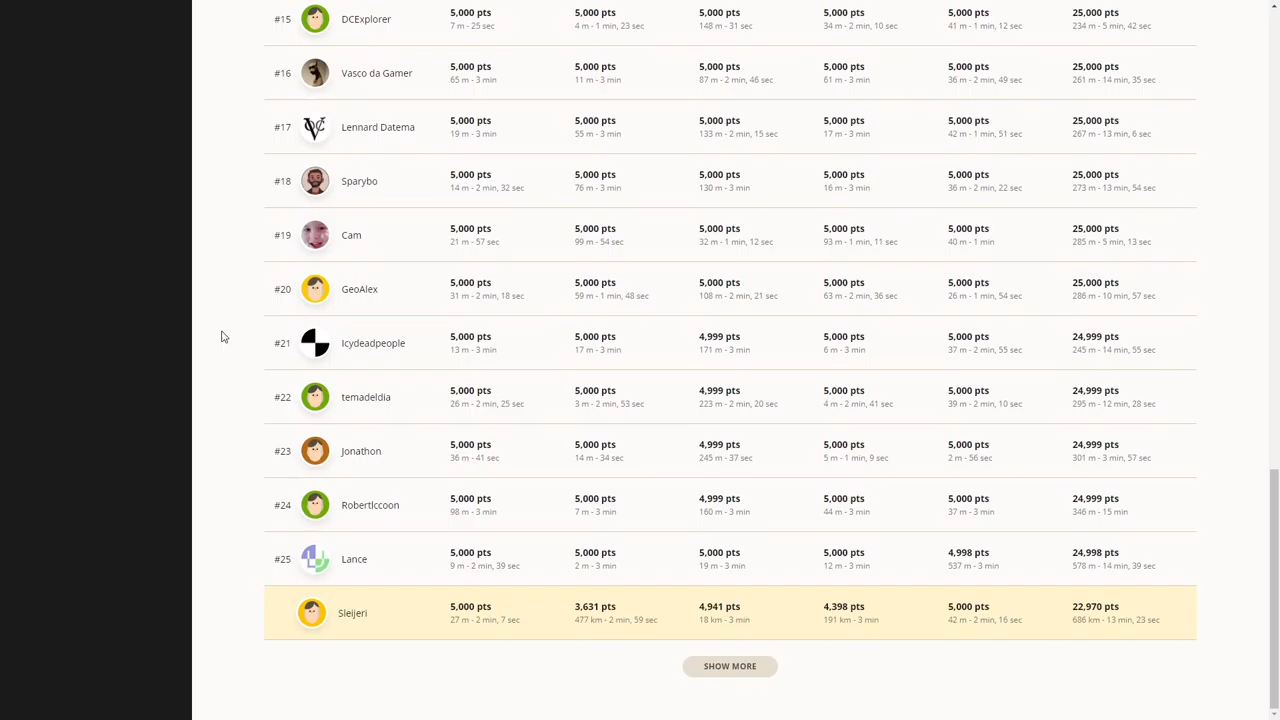 #15 DCExplorer 5,000 pts 5,000 pts 5,000 pts 5,000 pts 5,000 pts 25,000 pts
7 m - 25 sec 4 m - 1 min, 23 sec 148 m - 31 sec 34 m - 2 min, 10 sec 41 m - 1 min, 12 sec 234 m - 5 min, 42 sec
#16 Vasco da Gamer 5,000 pts 5,000 pts 5,000 pts 5,000 pts 5,000 pts 25,000 pts
65 m - 3 min 11 m - 3 min 87 m - 2 min, 46 sec 61 m - 3 min 36 m - 2 min, 49 sec 261 m - 14 min, 35 sec
#17 Lennard Datema 5,000 pts 5,000 pts 5,000 pts 5,000 pts 5,000 pts 25,000 pts
19 m - 3 min 55 m - 3 min 133 m - 2 min, 15 sec 17 m - 3 min 42 m - 1 min, 51 sec 267 m - 13 min, 6 sec
#18 Sparybo 5,000 pts 5,000 pts 5,000 pts 5,000 pts 5,000 pts 25,000 pts
14 m - 2 min, 32 sec 76 m - 3 min 130 m - 3 min 16 m - 3 min 36 m - 2 min, 22 sec 273 m - 13 min, 54 sec
#19 Cam 5,000 pts 5,000 pts 5,000 pts 5,000 pts 5,000 pts 25,000 pts
21 m - 57 sec 99 m - 54 sec 32 m - 1 min, 12 sec 93 m - 1 min, 11 sec 40 m - 1 min 285 m - 5 min, 13 sec
#20 GeoAlex 5,000 pts 5,000 pts 5,000 pts 5,000 pts 5,000 pts 25,000 pts
31 m - 2 min, 18 sec 59 m - 1 min, 48 sec 108 m - 2 min, 21 sec 63 m - 2 min, 36 sec 26 m - 1 min, 54 sec 286 m - 10 min, 57 sec
#21 Icydeadpeople 5,000 pts 5,000 pts 4,999 pts 5,000 pts 5,000 pts 24,999 pts
13 m - 3 min 17 m - 3 min 171 m - 3 min 6 m - 3 min 37 m - 2 min, 55 sec 245 m - 14 min, 55 sec
#22 temadeldia 5,000 pts 5,000 pts 4,999 pts 5,000 pts 5,000 pts 24,999 pts
26 m - 2 min, 25 sec 3 m - 2 min, 53 sec 223 m - 2 min, 20 sec 4 m - 2 min, 41 sec 39 m - 2 min, 10 sec 295 m - 12 min, 28 sec
#23 Jonathon 5,000 pts 5,000 pts 4,999 pts 5,000 pts 5,000 pts 24,999 pts
36 m - 41 sec 14 m - 34 sec 245 m - 37 sec 5 m - 1 min, 9 sec 2 m - 56 sec 301 m - 3 min, 57 sec
#24 RobertIccoon 5,000 pts 5,000 pts 4,999 pts 5,000 pts 5,000 pts 24,999 pts
98 m - 3 min 7 m - 3 min 160 m - 3 min 44 m - 3 min 37 m - 3 min 346 m - 15 min
#25 Lance 5,000 pts 5,000 pts 5,000 pts 5,000 pts 4,998 pts 24,998 pts
9 m - 2 min, 39 sec 2 m - 3 min 19 m - 3 min 12 m - 3 min 537 m - 3 min 578 m - 14 min, 39 sec
Sleijeri 5,000 pts 3,631 pts 4,941 pts 4,398 pts 5,000 pts 22,970 pts
27 m - 2 min, 7 sec 477 km - 2 min, 59 sec 18 km - 3 min 191 km - 3 min 42 m - 2 min, 16 sec 686 km - 13 min, 23 sec
SHOW MORE